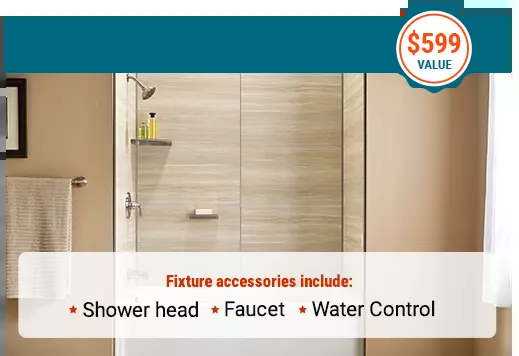 $599
VALUE
Fixture accessories include:
★ Shower head ★ Faucet ★ Water Control